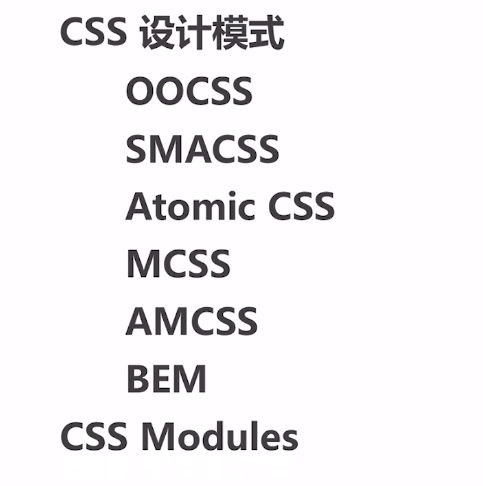 CSS 设计模式
OOCSS
SMACSS
Atomic CSS
MCSS
AMCSS
BEM
CSS Modules